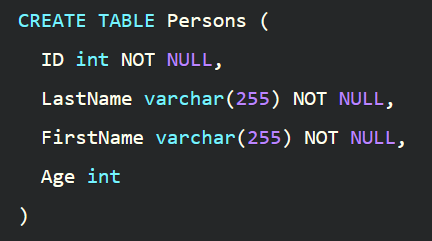 CREATE TABLE Persons (
ID int NOT NULL,
LastName varchar(255) NOT NULL,
FirstName varchar(255) NOT NULL,
Age int
)